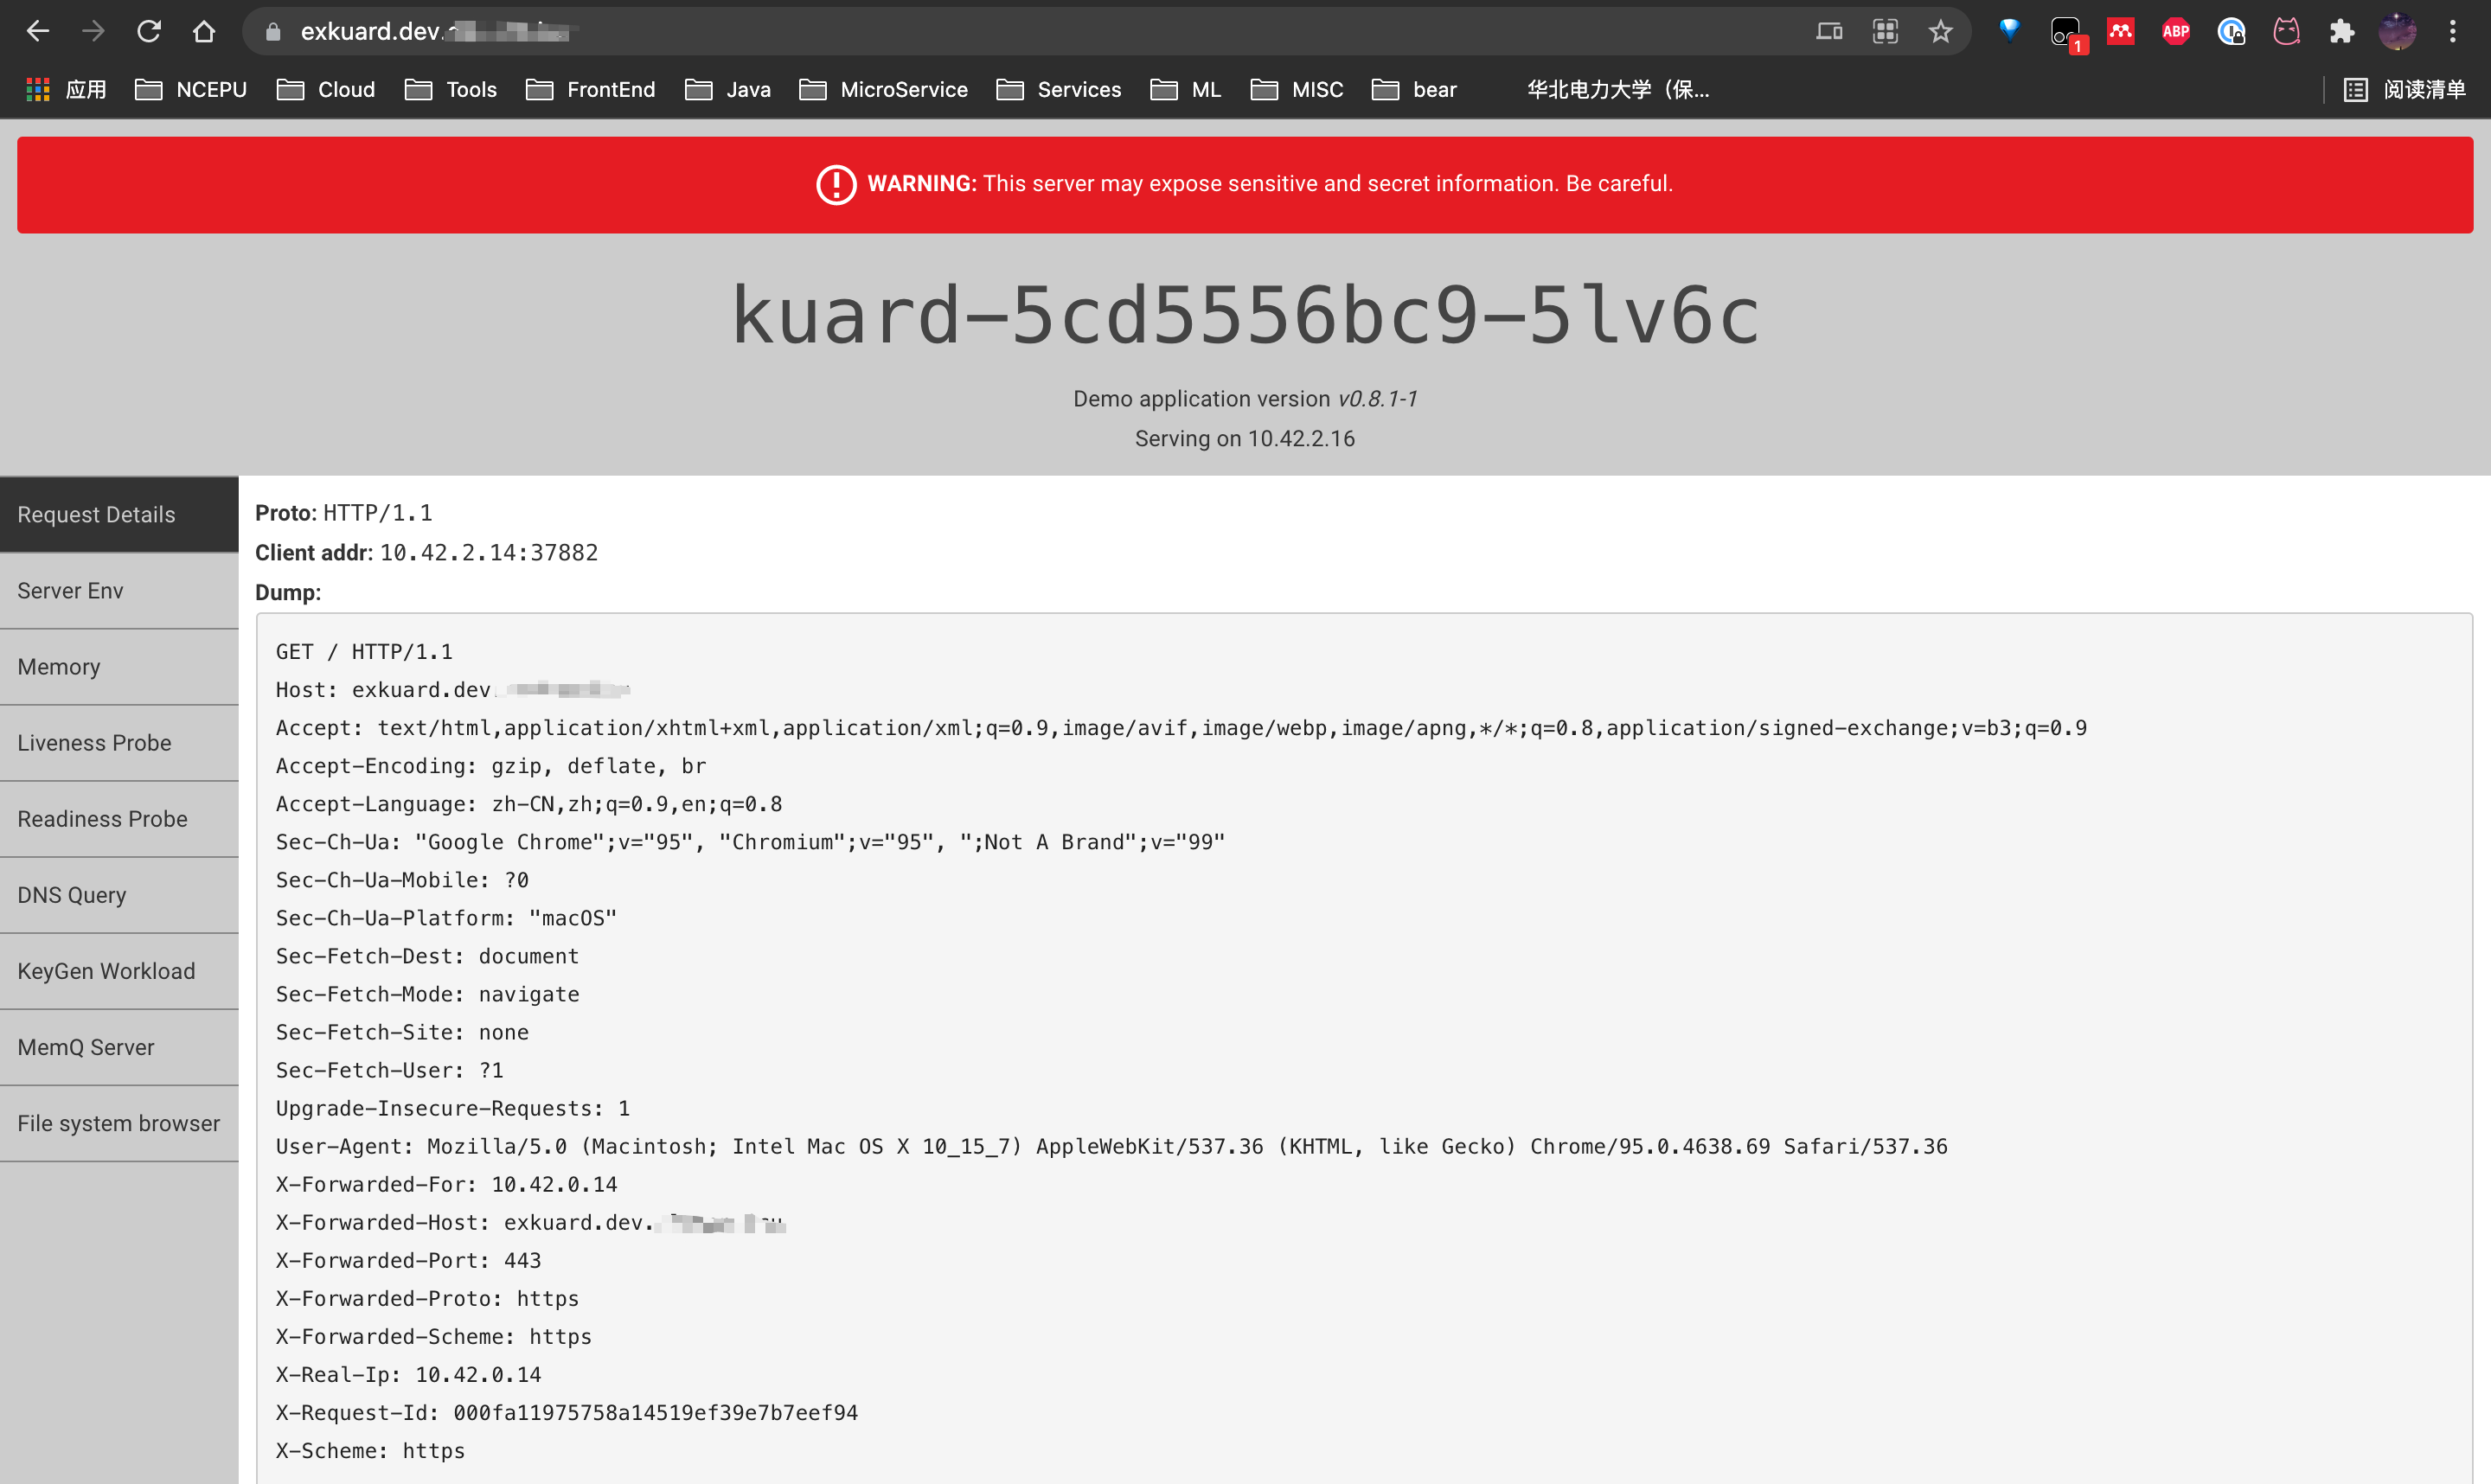 exkuard.dev.
1
ABP
应用 NCEPU Cloud Tools FrontEnd Java MicroService Services ML MISC bear 华北电力大学（保... 阅读清单
WARNING: This server may expose sensitive and secret information. Be careful.
kuard-5cd5556bc9-5lv6c
Demo application version v0.8.1-1
Serving on 10.42.2.16
Request Details
Server Env
Memory
Liveness Probe
Readiness Probe
DNS Query
KeyGen Workload
MemQ Server
File system browser
Proto: HTTP/1.1
Client addr: 10.42.2.14:37882
Dump:
GET / HTTP/1.1
Host: exkuard.dev.
Accept: text/html,application/xhtml+xml,application/xml;q=0.9,image/avif,image/webp,image/apng,*/*;q=0.8,application/signed-exchange;v=b3;q=0.9
Accept-Encoding: gzip, deflate, br
Accept-Language: zh-CN,zh;q=0.9,en;q=0.8
Sec-Ch-Ua: "Google Chrome";v="95", "Chromium";v="95", ";Not A Brand";v="99"
Sec-Ch-Ua-Mobile: ?0
Sec-Ch-Ua-Platform: "macOS"
Sec-Fetch-Dest: document
Sec-Fetch-Mode: navigate
Sec-Fetch-Site: none
Sec-Fetch-User: ?1
Upgrade-Insecure-Requests: 1
User-Agent: Mozilla/5.0 (Macintosh; Intel Mac OS X 10_15_7) AppleWebKit/537.36 (KHTML, like Gecko) Chrome/95.0.4638.69 Safari/537.36
X-Forwarded-For: 10.42.0.14
X-Forwarded-Host: exkuard.dev.
X-Forwarded-Port: 443
X-Forwarded-Proto: https
X-Forwarded-Scheme: https
X-Real-Ip: 10.42.0.14
X-Request-Id: 000fa11975758a14519ef39e7b7eef94
X-Scheme: https